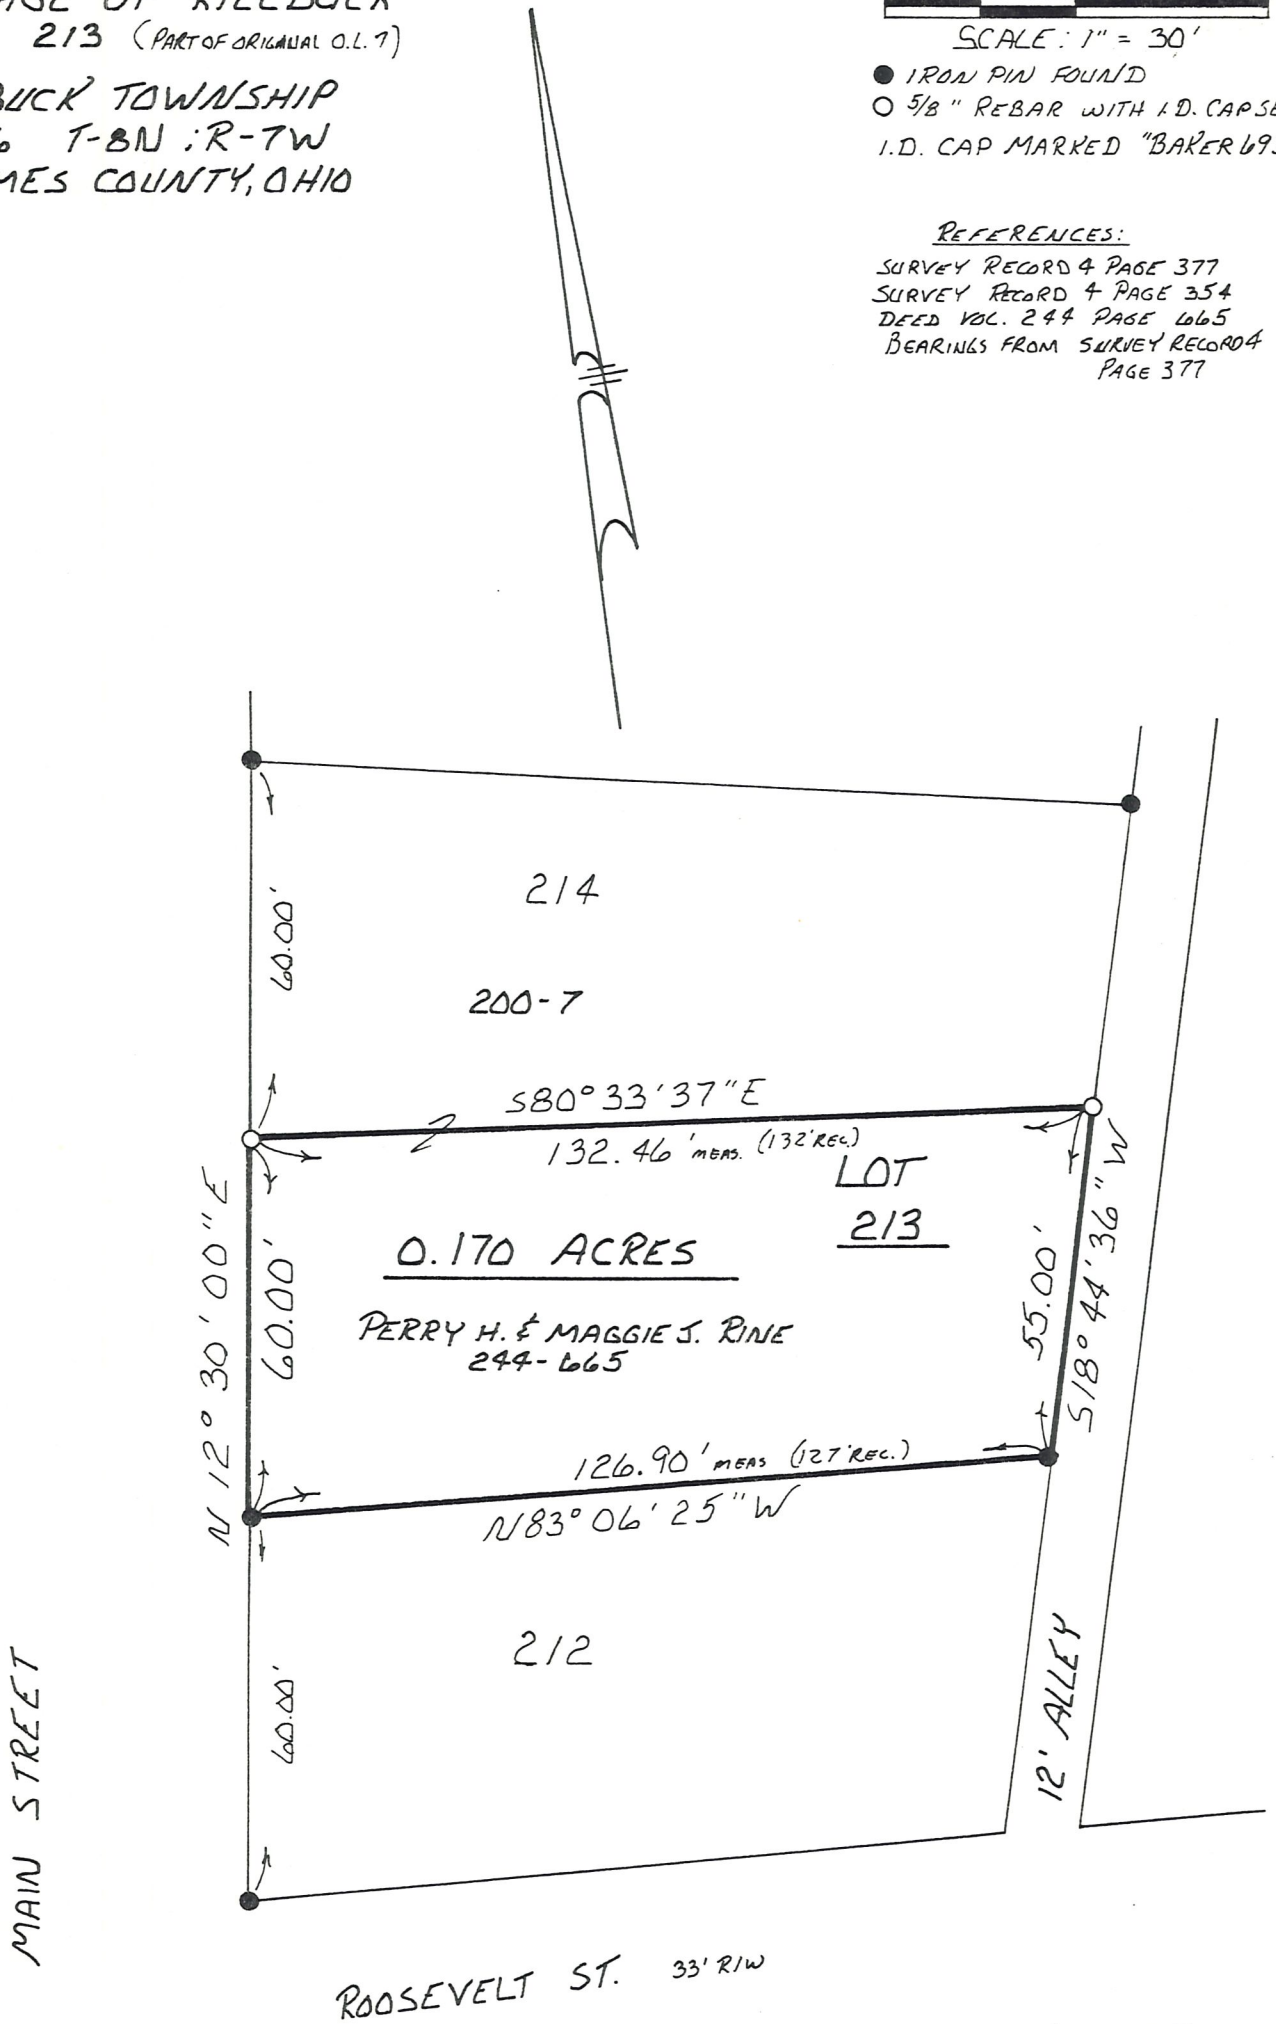 213 (PART OF ORIGINAL O.L. 7)
TOWNSHIP
T-8N ; R-7W
COUNTY, OHIO
SCALE: 1" = 30'
IRON PIN FOUND
5/8" REBAR WITH I.D. CAP
I.D. CAP MARKED "BAKER
REFERENCES:
SURVEY RECORD 4 PAGE 377
SURVEY RECORD 4 PAGE 354
DEED VOL. 244 PAGE 665
BEARINGS FROM SURVEY RECORD 4
PAGE 377
214
60.00'
200-7
S80°33'37"E
132.46' MEAS. (132' REC.)
LOT
213
0.170 ACRES
N 12° 30' 00" E
60.00'
55.00'
S18° 44' 36" W
PERRY H. & MAGGIE J. RINE
244-665
126.90' MEAS (127' REC.)
N83° 06' 25" W
212
60.00'
12' ALLEY
MAIN STREET
ROOSEVELT ST. 33' R/W